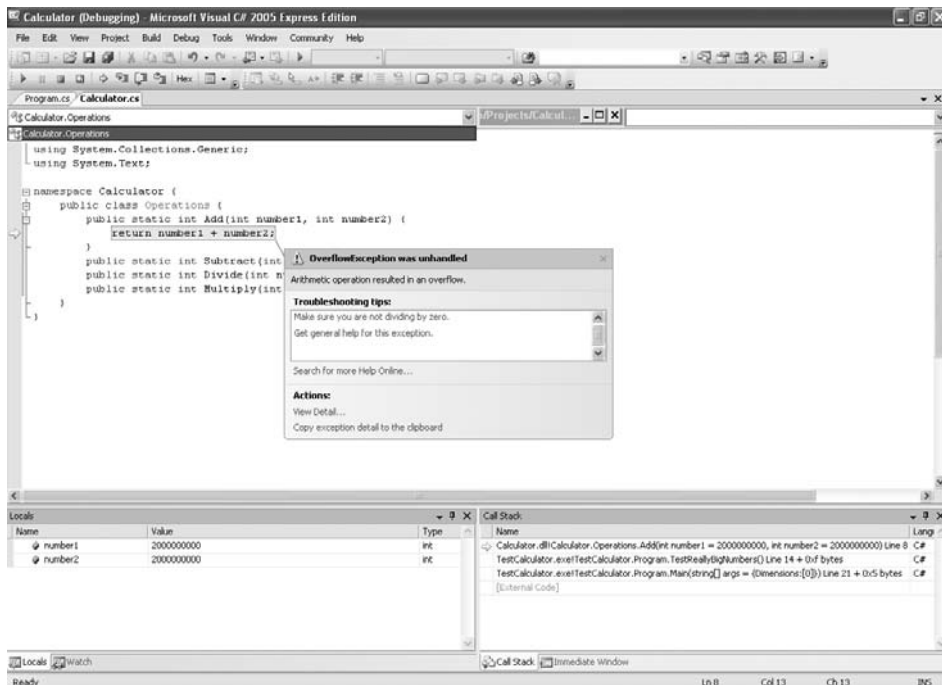 Calculator (Debugging) - Microsoft Visual C# 2005 Express Edition
File Edit View Project Build Debug Tools Window Community Help
Hex
Program.cs Calculator.cs
Calculator.Operations
n/Projects/Calcul...
Calculator.Operations
using System.Collections.Generic;
using System.Text;
namespace Calculator {
public class Operations {
public static int Add(int number1, int number2) {
return number1 + number2;
}
public static int Subtract(int
public static int Divide(int n
public static int Multiply(int
}
}
OverflowException was unhandled
Arithmetic operation resulted in an overflow.
Troubleshooting tips:
Make sure you are not dividing by zero.
Get general help for this exception.
Search for more Help Online...
Actions:
View Detail...
Copy exception detail to the clipboard
Locals
Name Value Type
number1 2000000000 int
number2 2000000000 int
Locals Watch
Call Stack
Name Langu
Calculator.dll!Calculator.Operations.Add(int number1 = 2000000000, int number2 = 2000000000) Line 8 C#
TestCalculator.exe!TestCalculator.Program.TestReallyBigNumbers() Line 14 + 0xf bytes C#
TestCalculator.exe!TestCalculator.Program.Main(string[] args = {Dimensions:[0]}) Line 21 + 0x5 bytes C#
[External Code]
Call Stack Immediate Window
Ready Ln 8 Col 13 Ch 13 INS